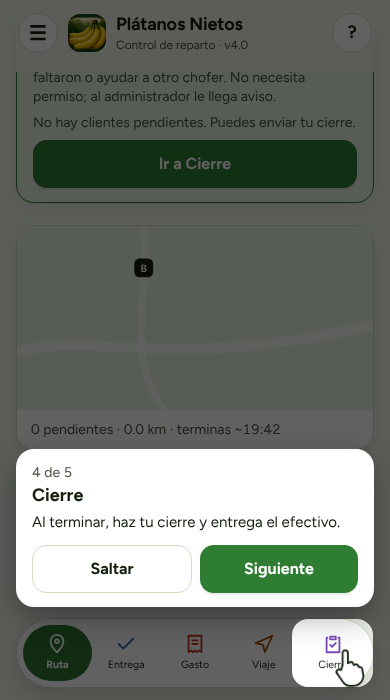 Plátanos Nietos
Control de reparto · v4.0
?
faltaron o ayudar a otro chofer. No necesita
permiso; al administrador le llega aviso.
No hay clientes pendientes. Puedes enviar tu cierre.
Ir a Cierre
B
0 pendientes · 0.0 km · terminas ~19:42
4 de 5
Cierre
Al terminar, haz tu cierre y entrega el efectivo.
Saltar
Siguiente
Ruta
Entrega
Gasto
Viaje